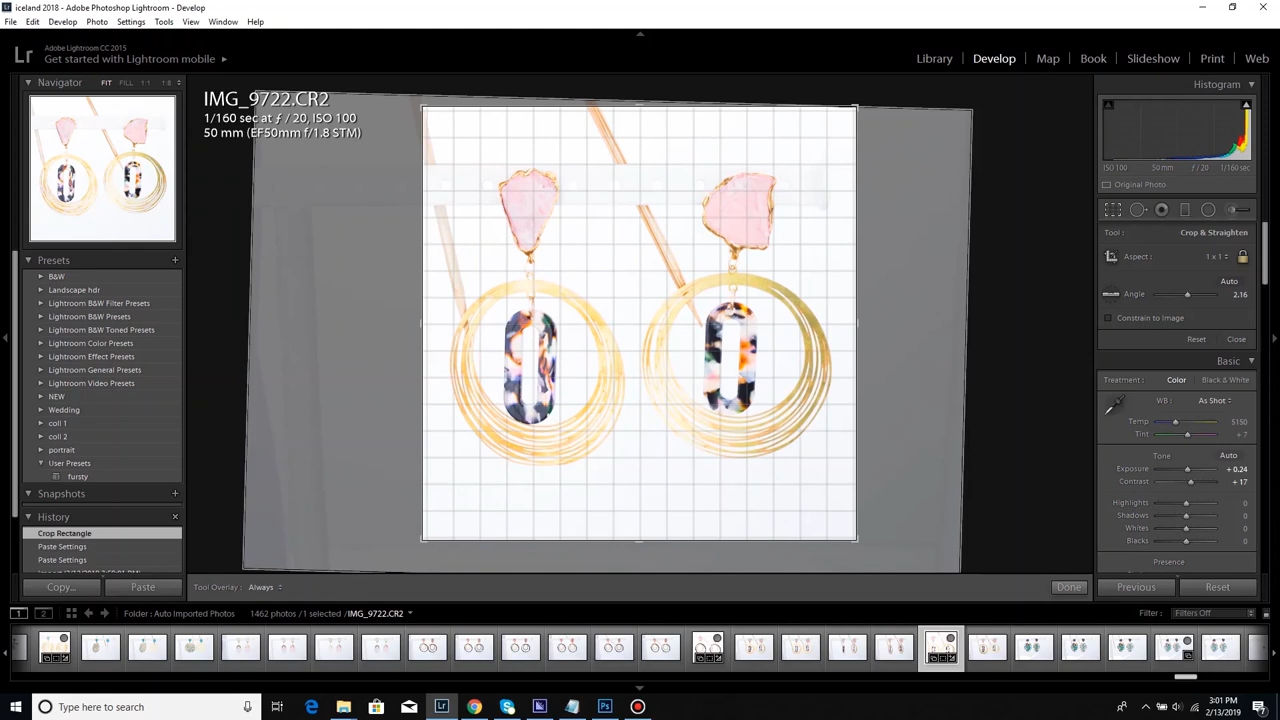 iceland 2018 - Adobe Photoshop Lightroom - Develop
File Edit Develop Photo Settings Tools View Window Help
Lr
Adobe Lightroom CC 2015
Get started with Lightroom mobile
Library Develop Map Book Slideshow Print Web
Navigator FIT FILL 1:1 1:8
IMG_9722.CR2
1/160 sec at ƒ / 20, ISO 100
50 mm (EF50mm f/1.8 STM)
Presets
B&W
Landscape hdr
Lightroom B&W Filter Presets
Lightroom B&W Presets
Lightroom B&W Toned Presets
Lightroom Color Presets
Lightroom Effect Presets
Lightroom General Presets
Lightroom Video Presets
NEW
Wedding
coll 1
coll 2
portrait
User Presets
fursty
Snapshots
History
Crop Rectangle
Paste Settings
Paste Settings
Copy... Paste
Tool Overlay: Always
Done
Histogram
ISO 100 50 mm ƒ / 20 1/160 sec
Original Photo
Tool: Crop & Straighten
Aspect: 1 x 1
Auto
Angle 2.16
Constrain to Image
Reset Close
Basic
Treatment: Color Black & White
WB: As Shot
Temp 5150
Tint + 7
Tone Auto
Exposure + 0.24
Contrast + 17
Highlights 0
Shadows 0
Whites 0
Blacks 0
Presence
Previous Reset
1 2 Folder : Auto Imported Photos 1462 photos / 1 selected / IMG_9722.CR2
Filter : Filters Off
Type here to search
Lr
Ps
3:01 PM
2/13/2019